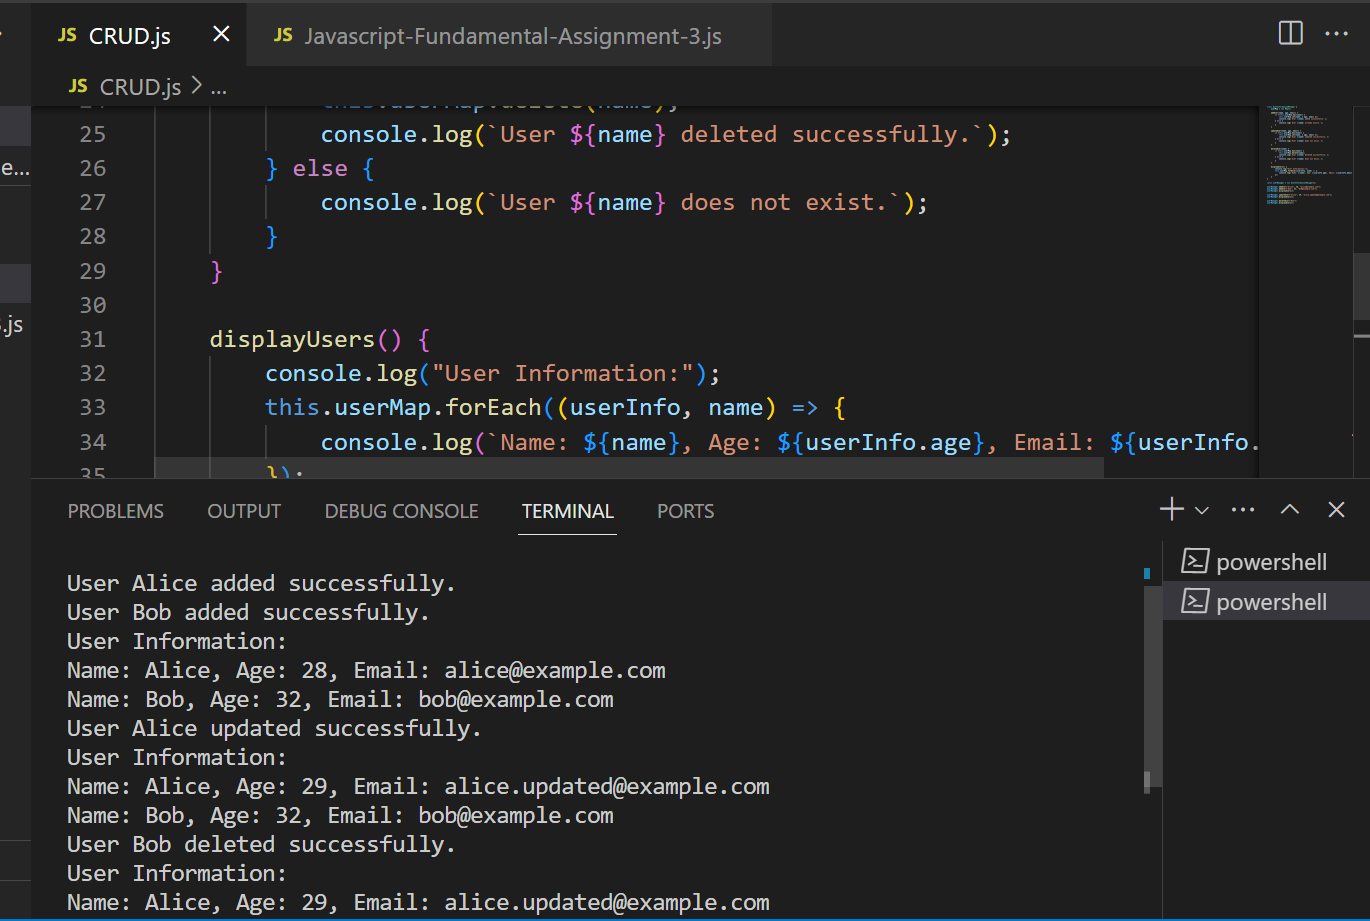 JS CRUD.js
JS Javascript-Fundamental-Assignment-3.js
JS CRUD.js > ...
e...
.js
24 this.userMap.delete(name);
25 console.log(`User ${name} deleted successfully.`);
26 } else {
27 console.log(`User ${name} does not exist.`);
28 }
29 }
30
31 displayUsers() {
32 console.log("User Information:");
33 this.userMap.forEach((userInfo, name) => {
34 console.log(`Name: ${name}, Age: ${userInfo.age}, Email: ${userInfo.
35 });
PROBLEMS OUTPUT DEBUG CONSOLE TERMINAL PORTS
powershell
powershell
User Alice added successfully.
User Bob added successfully.
User Information:
Name: Alice, Age: 28, Email: alice@example.com
Name: Bob, Age: 32, Email: bob@example.com
User Alice updated successfully.
User Information:
Name: Alice, Age: 29, Email: alice.updated@example.com
Name: Bob, Age: 32, Email: bob@example.com
User Bob deleted successfully.
User Information:
Name: Alice, Age: 29, Email: alice.updated@example.com